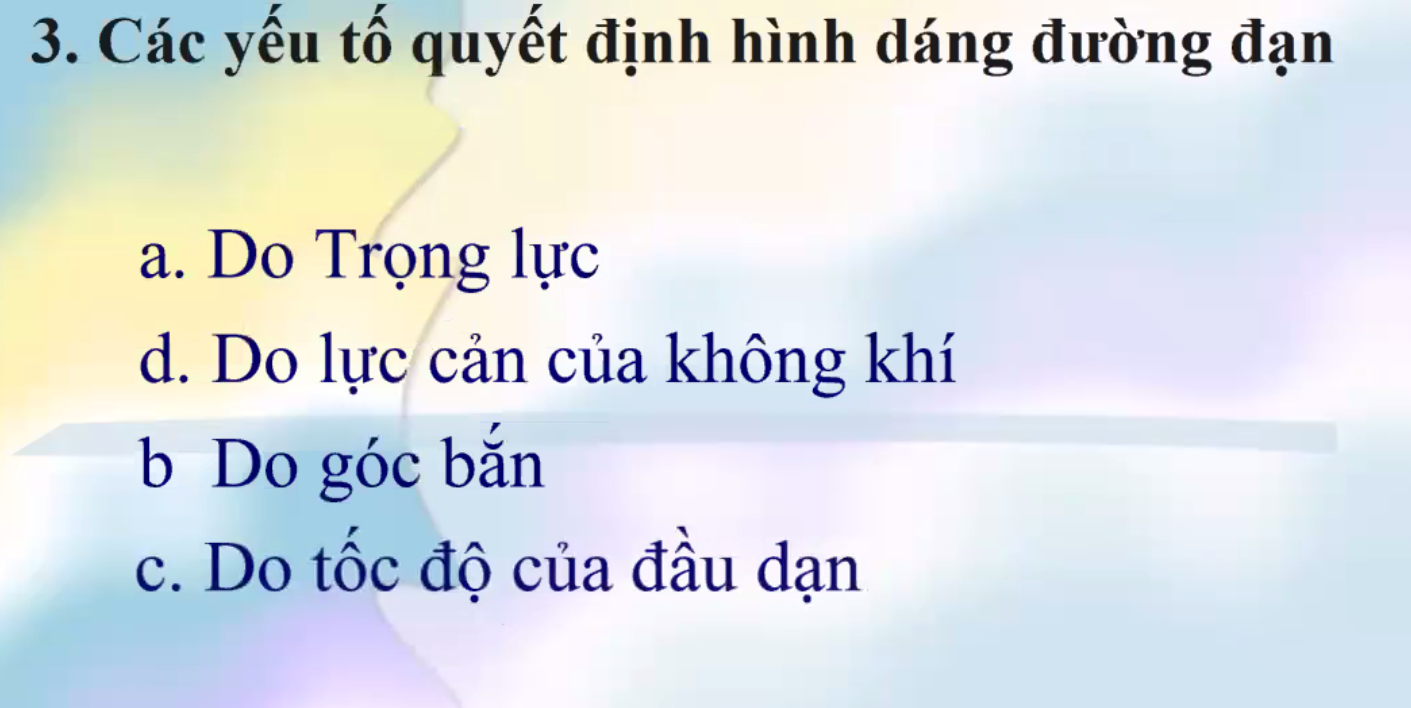 3. Các yếu tố quyết định hình dáng đường đạn
a. Do Trọng lực
d. Do lực cản của không khí
b Do góc bắn
c. Do tốc độ của đầu dạn